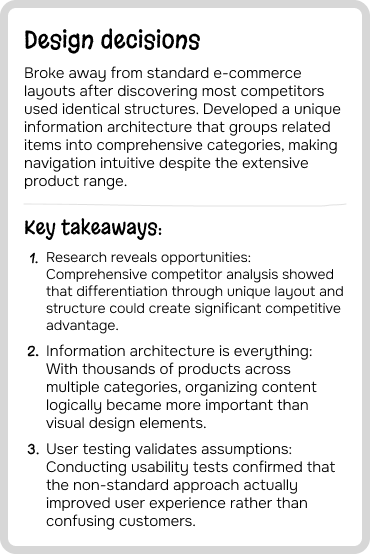 Design decisions
Broke away from standard e-commerce
layouts after discovering most competitors
used identical structures. Developed a unique
information architecture that groups related
items into comprehensive categories, making
navigation intuitive despite the extensive
product range.
Key takeaways:
1. Research reveals opportunities:
Comprehensive competitor analysis showed
that differentiation through unique layout and
structure could create significant competitive
advantage.
2. Information architecture is everything:
With thousands of products across
multiple categories, organizing content
logically became more important than
visual design elements.
3. User testing validates assumptions:
Conducting usability tests confirmed that
the non-standard approach actually
improved user experience rather than
confusing customers.